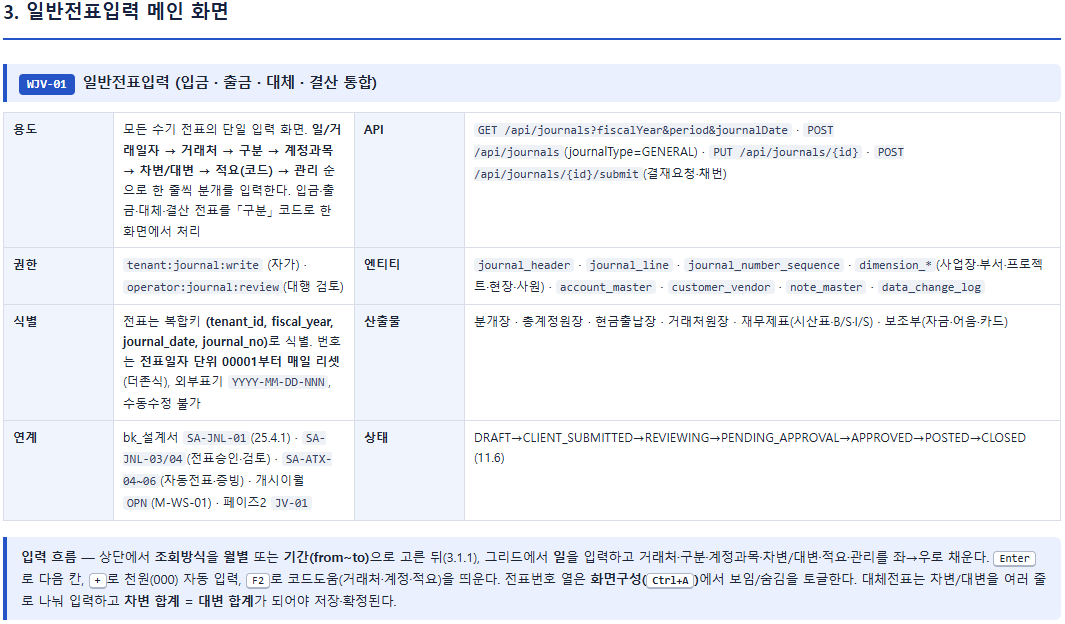 3. 일반전표입력 메인 화면
WJV-01 일반전표입력 (입금 · 출금 · 대체 · 결산 통합)
용도
모든 수기 전표의 단일 입력 화면. 일/거
래일자 → 거래처 → 구분 → 계정과목
→ 차변/대변 → 적요(코드) → 관리 순
으로 한 줄씩 분개를 입력한다. 입금·출
금·대체·결산 전표를 「구분」 코드로 한
화면에서 처리
API
GET /api/journals?fiscalYear&period&journalDate · POST
/api/journals (journalType=GENERAL) · PUT /api/journals/{id} · POST
/api/journals/{id}/submit (결재요청·채번)
권한
tenant:journal:write (자가) ·
operator:journal:review (대행 검토)
엔티티
journal_header · journal_line · journal_number_sequence · dimension_* (사업장·부서·프로젝
트·현장·사원) · account_master · customer_vendor · note_master · data_change_log
식별
전표는 복합키 (tenant_id, fiscal_year,
journal_date, journal_no)로 식별. 번호
는 전표일자 단위 00001부터 매일 리셋
(더존식), 외부표기 YYYY-MM-DD-NNN,
수동수정 불가
산출물
분개장 · 총계정원장 · 현금출납장 · 거래처원장 · 재무제표(시산표·B/S·I/S) · 보조부(자금·어음·카드)
연계
bk_설계서 SA-JNL-01 (25.4.1) · SA-
JNL-03/04 (전표승인·검토) · SA-ATX-
04~06 (자동전표·증빙) · 개시이월
OPN (M-WS-01) · 페이즈2 JV-01
상태
DRAFT→CLIENT_SUBMITTED→REVIEWING→PENDING_APPROVAL→APPROVED→POSTED→CLOSED
(11.6)
입력 흐름 — 상단에서 조회방식을 월별 또는 기간(from~to)으로 고른 뒤(3.1.1), 그리드에서 일을 입력하고 거래처·구분·계정과목·차변/대변·적요·관리를 좌→우로 채운다. Enter
로 다음 칸, +로 천원(000) 자동 입력, F2로 코드도움(거래처·계정·적요)을 띄운다. 전표번호 열은 화면구성(Ctrl+A)에서 보임/숨김을 토글한다. 대체전표는 차변/대변을 여러 줄
로 나눠 입력하고 차변 합계 = 대변 합계가 되어야 저장·확정된다.